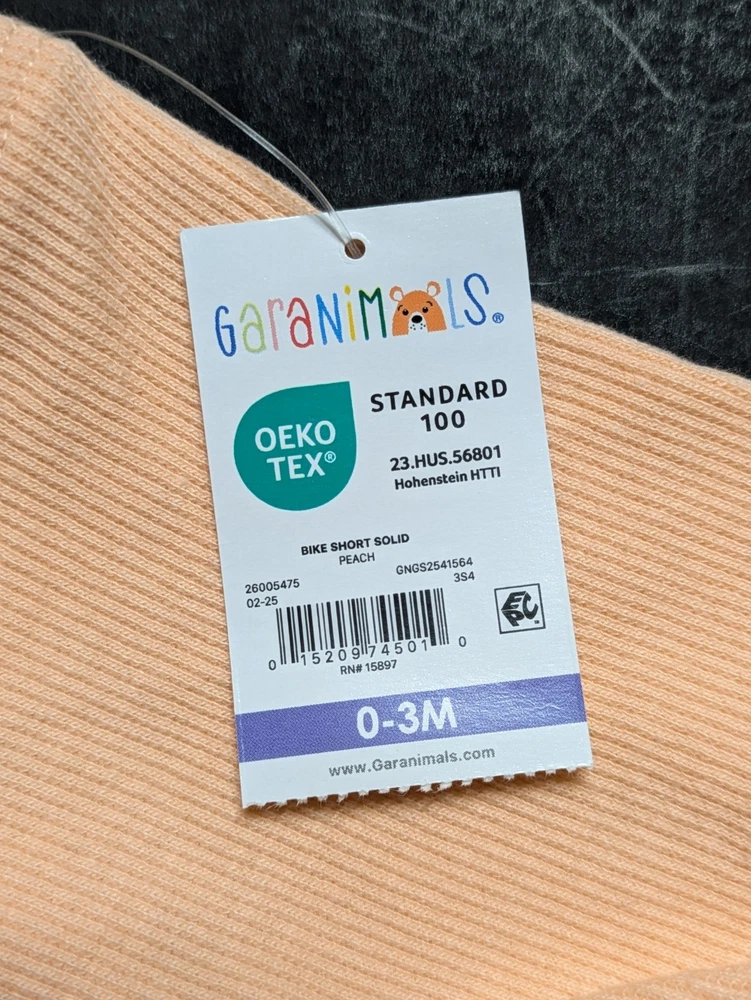 GARANIMALS®
OEKO
TEX®
STANDARD
100
23.HUS.56801
Hohenstein HTTI
BIKE SHORT SOLID
PEACH
26005475
GNGS2541564
02-25
3S4
0 15209 74501 0
RN# 15897
EPC™
0-3M
www.Garanimals.com